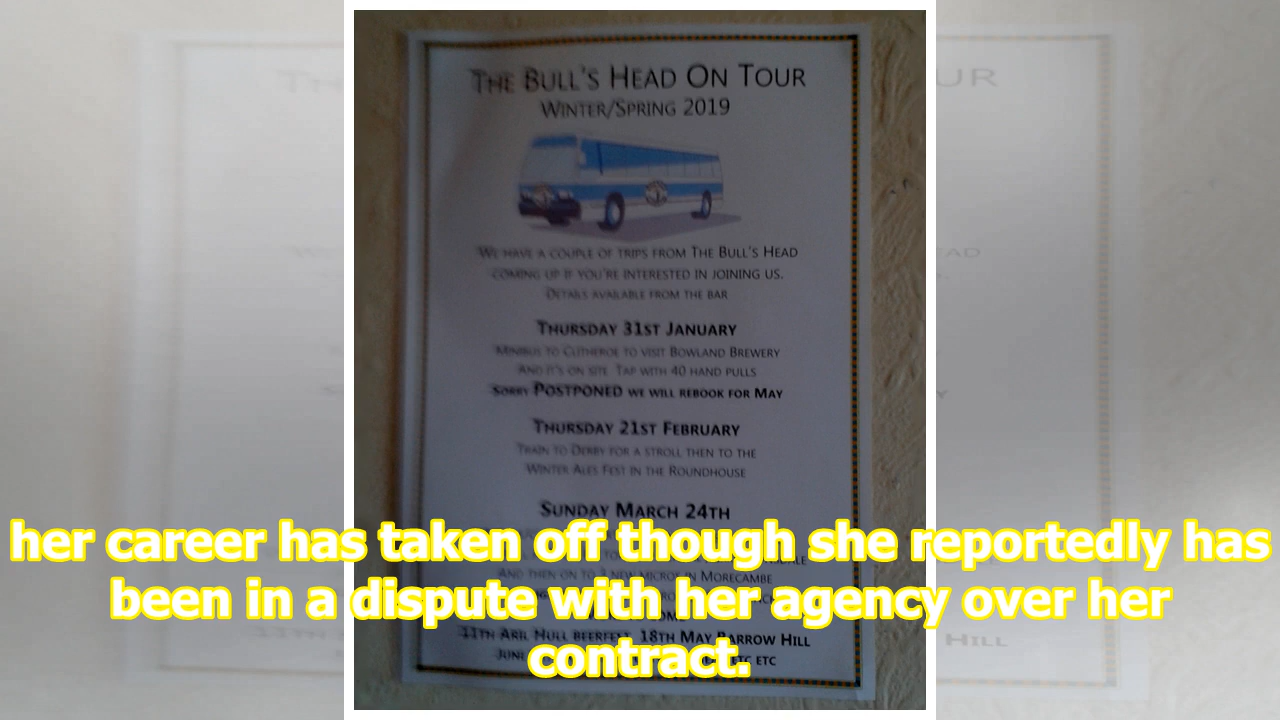 The Bull's Head On Tour
Winter/Spring 2019
We have a couple of trips from The Bull's Head
coming up if you're interested in joining us.
Details available from the bar
Thursday 31st January
Minibus to Clitheroe to visit Bowland Brewery
And it's on site Tap with 40 hand pulls
Sorry Postponed we will rebook for May
Thursday 21st February
Train to Derby for a stroll then to the
Winter Ales Fest in the Roundhouse
Sunday March 24th
her career has taken off though she reportedly has
And then on to 3 new micros in Morecambe
been in a dispute with her agency over her
11th Aril Hull beerfest, 18th May Barrow Hill
contract.
etc etc